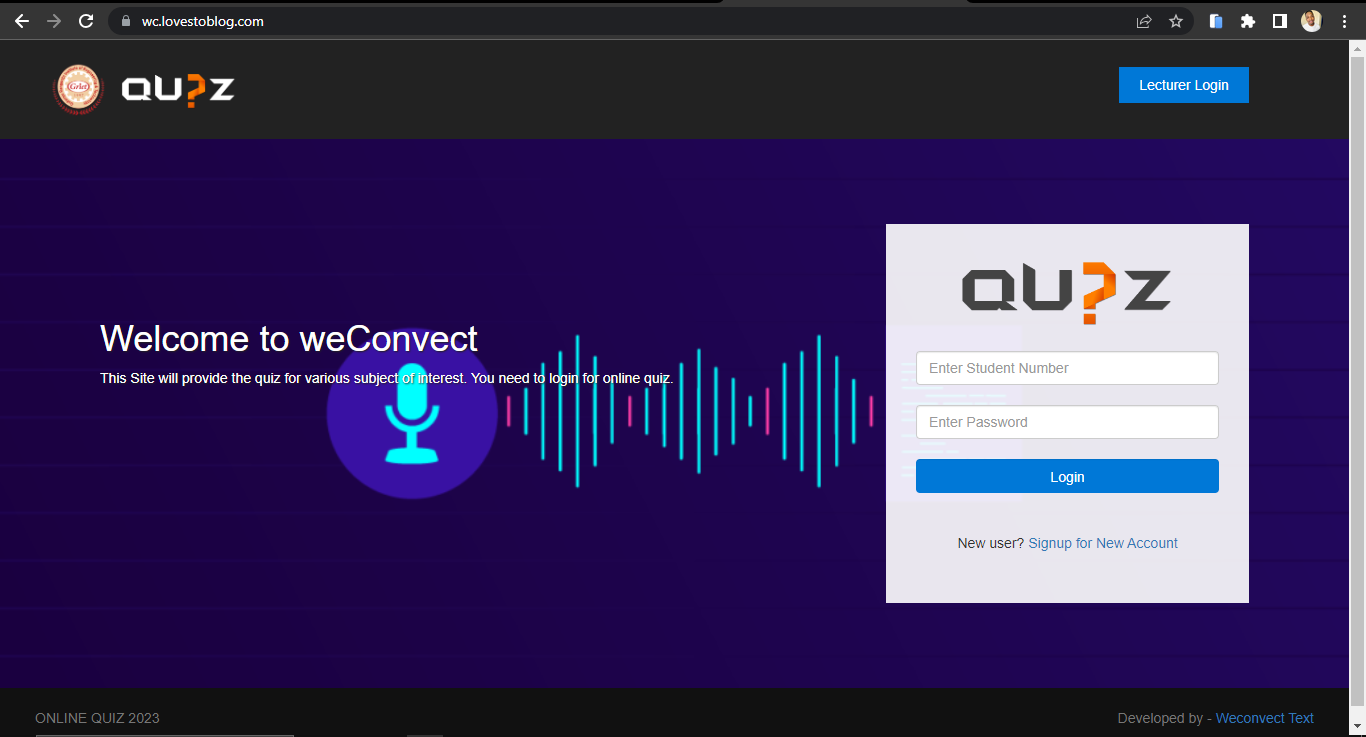 wc.lovestoblog.com
Griet
QU?Z
Lecturer Login
QU?Z
Welcome to weConvect
This Site will provide the quiz for various subject of interest. You need to login for online quiz.
Enter Student Number
Enter Password
Login
New user? Signup for New Account
ONLINE QUIZ 2023
Developed by - Weconvect Text